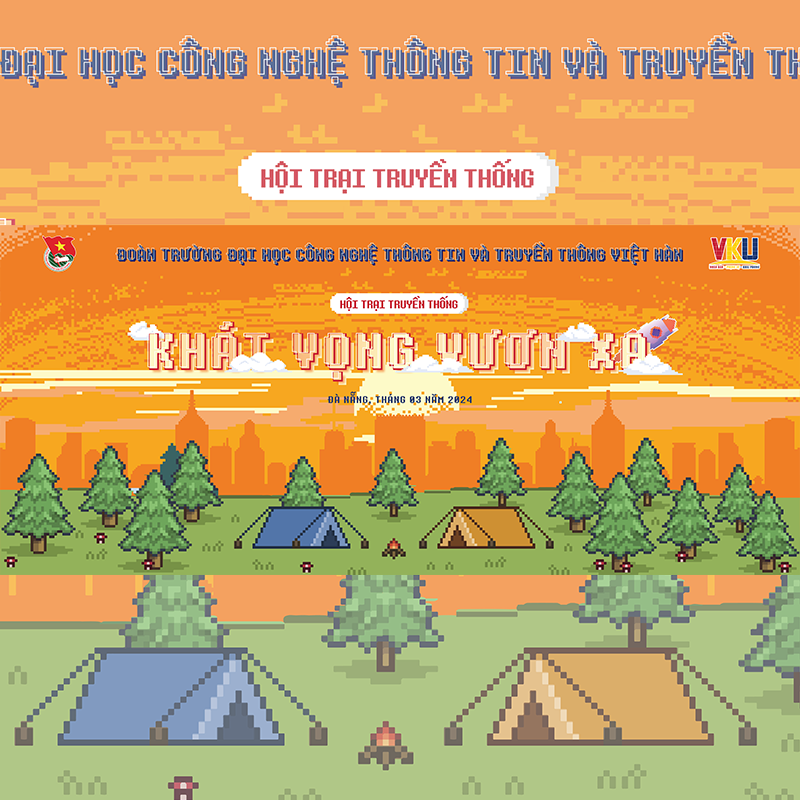 ĐẠI HỌC CÔNG NGHỆ THÔNG TIN VÀ TRUYỀN TH
HỘI TRẠI TRUYỀN THỐNG
ĐOÀN TRƯỜNG ĐẠI HỌC CÔNG NGHỆ THÔNG TIN VÀ TRUYỀN THÔNG VIỆT HÀN
VKU
HỘI TRẠI TRUYỀN THỐNG
KHÁT VỌNG VƯƠN XA
ĐÀ NẴNG, THÁNG 03 NĂM 2024